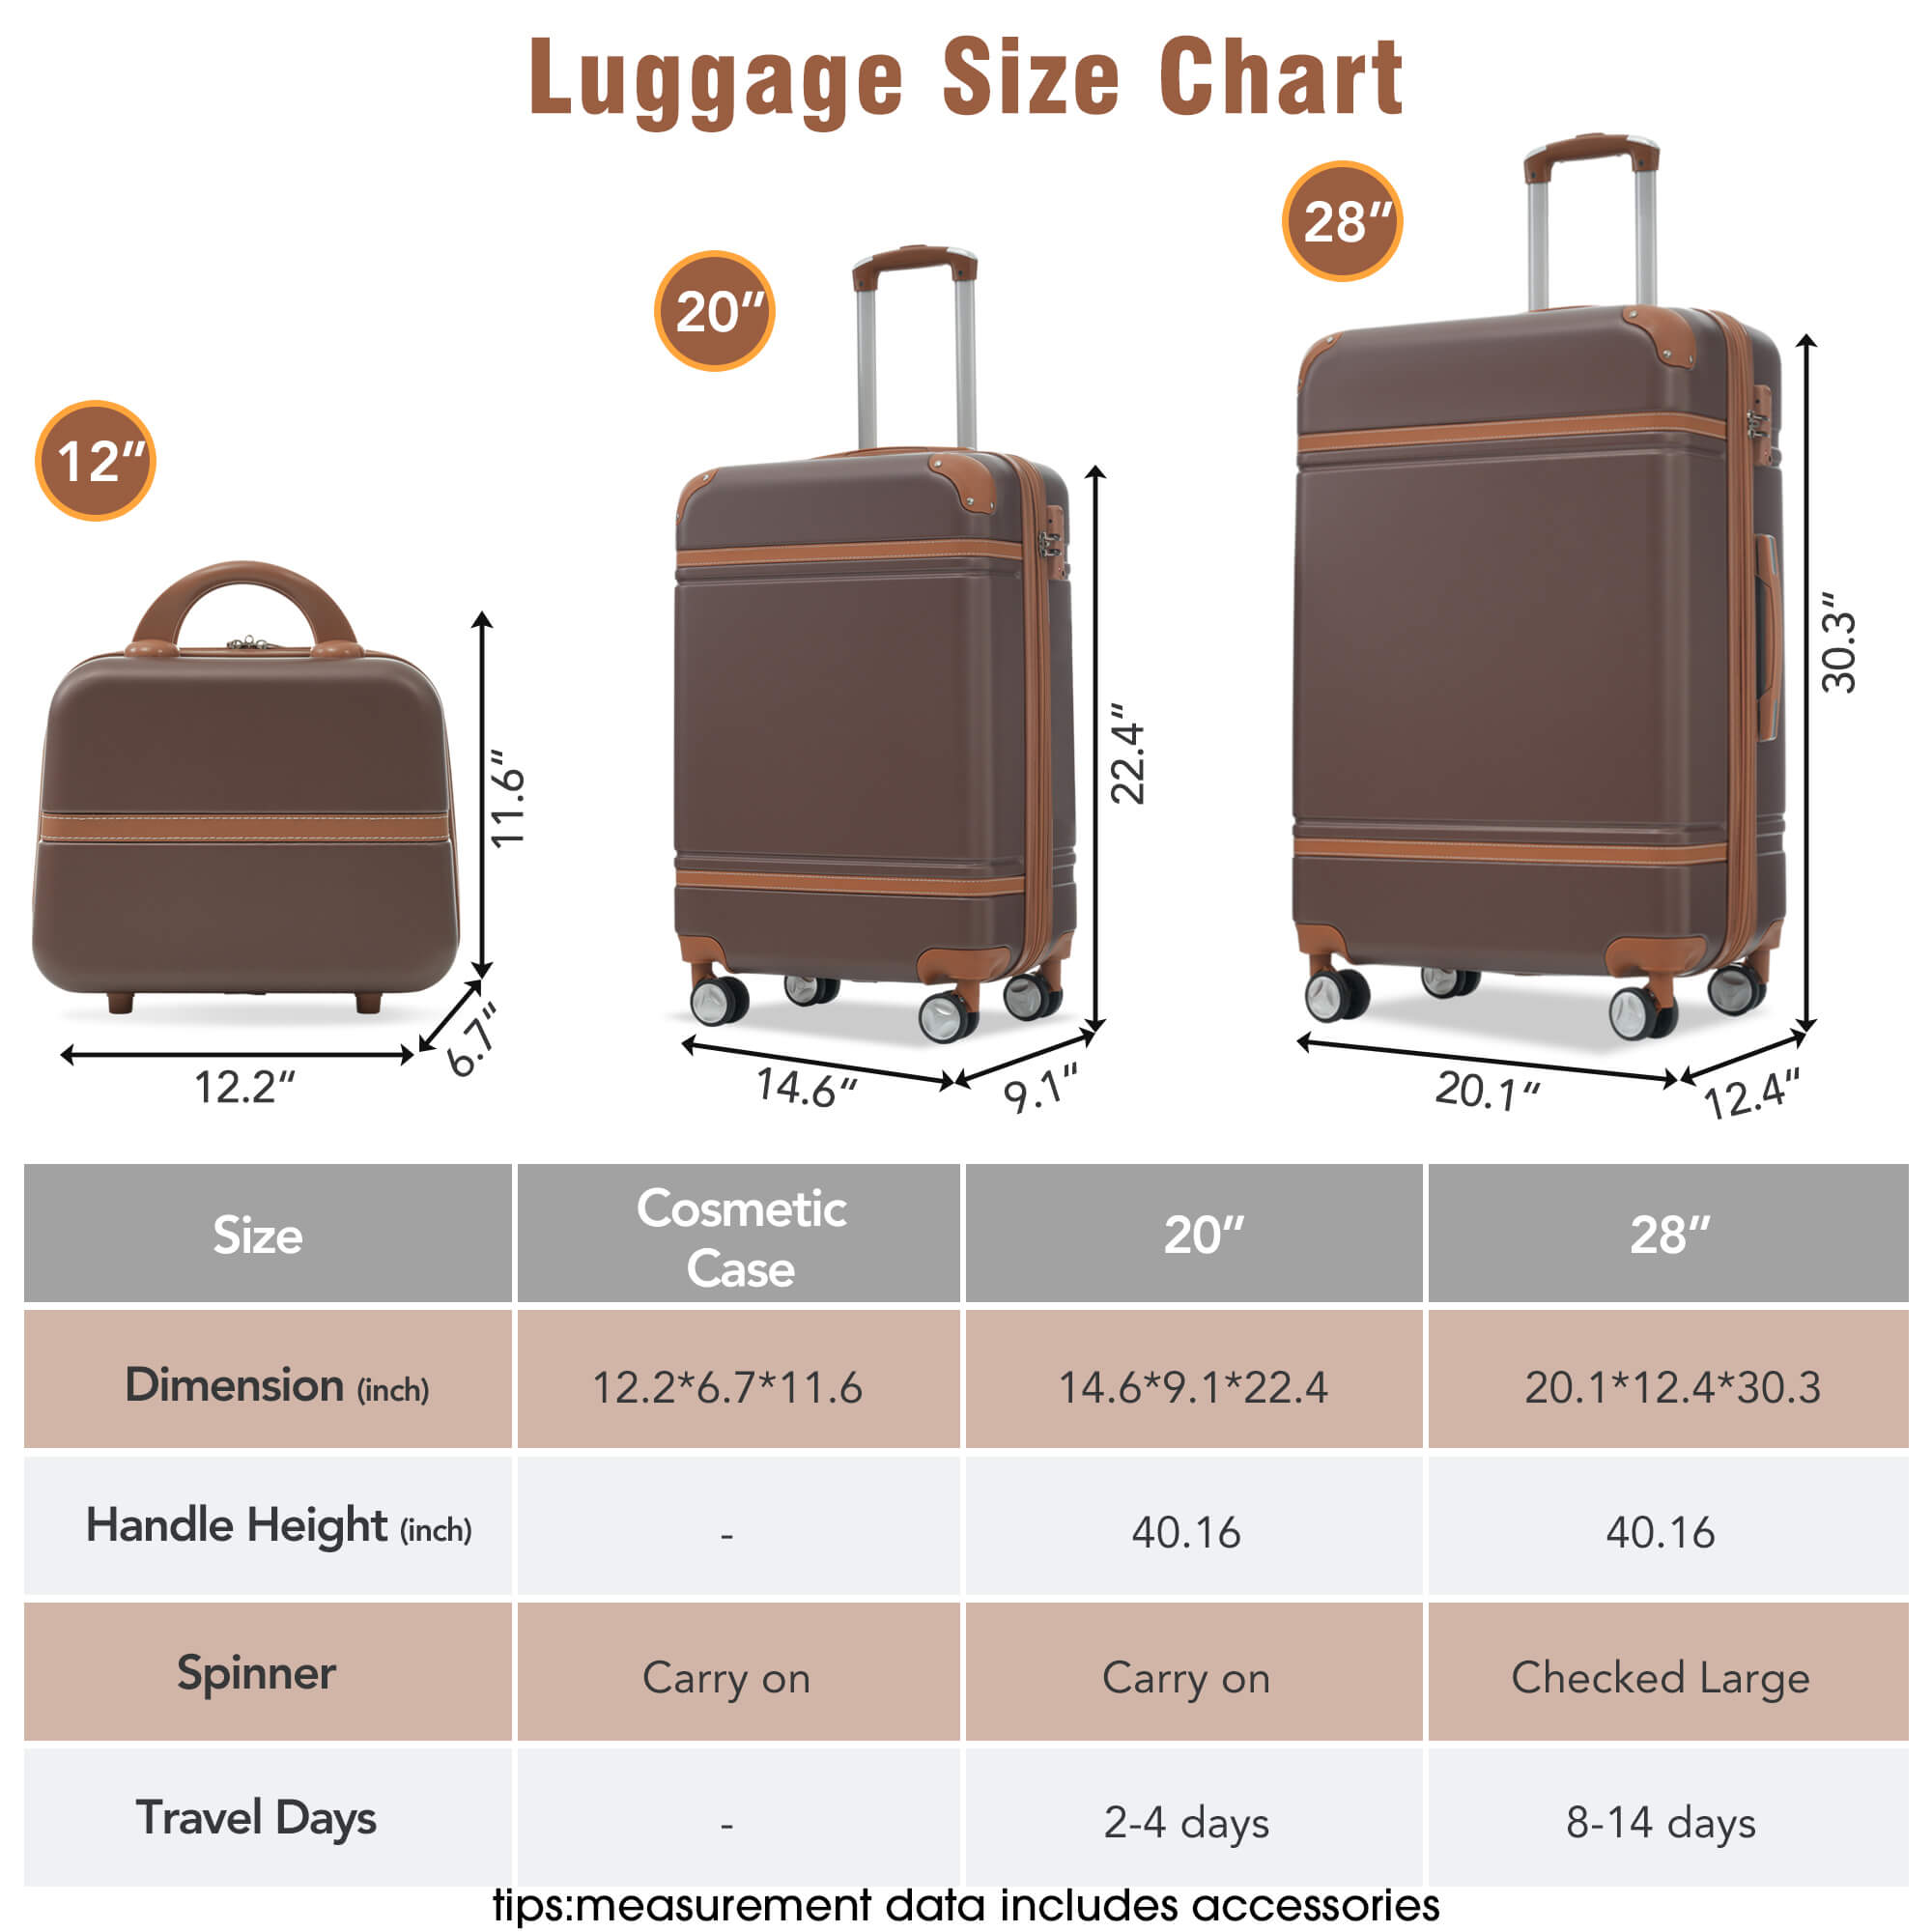 Luggage Size Chart
28″
20″
12″
30.3″
22.4″
11.6″
6.7″
12.2″
14.6″
9.1″
20.1″
12.4″
Size
Cosmetic
Case
20″
28″
Dimension (inch)
12.2*6.7*11.6
14.6*9.1*22.4
20.1*12.4*30.3
Handle Height (inch)
-
40.16
40.16
Spinner
Carry on
Carry on
Checked Large
Travel Days
-
2-4 days
8-14 days
tips:measurement data includes accessories